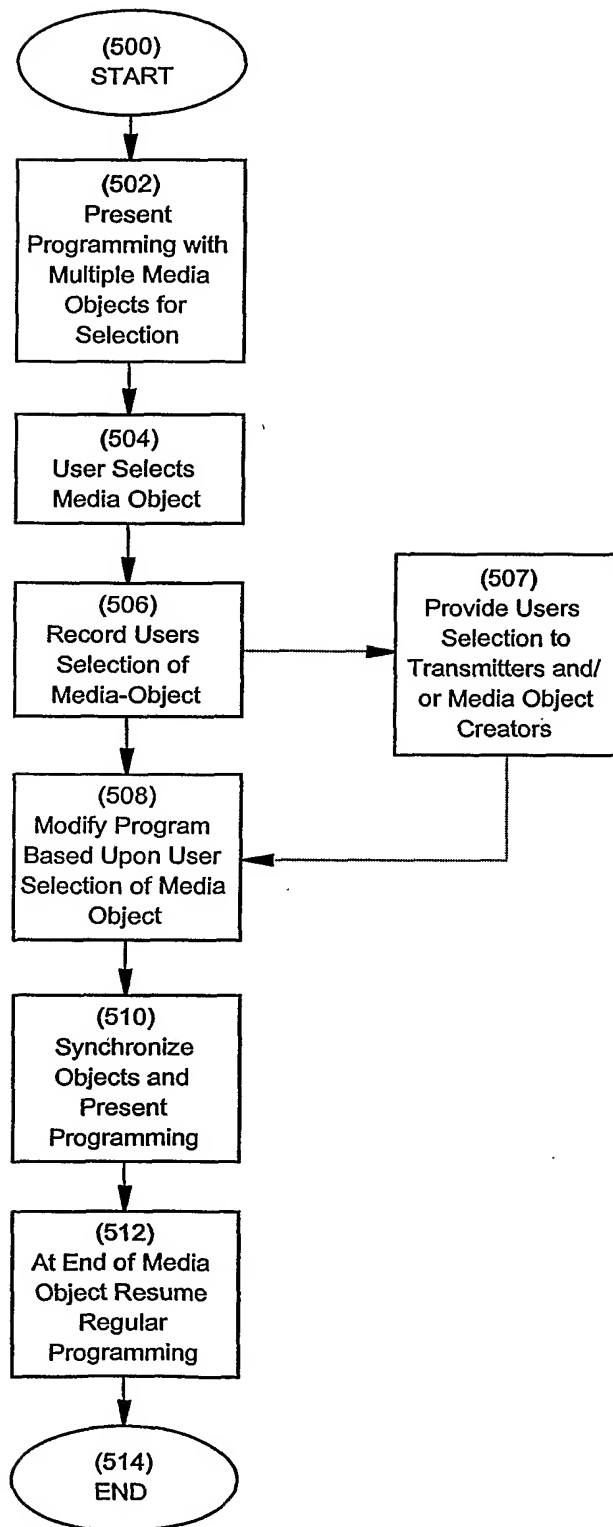 (500)
START
(502)
Present
Programming with
Multiple Media
Objects for
Selection
(504)
User Selects
Media Object
(506)
Record Users
Selection of
Media-Object
(507)
Provide Users
Selection to
Transmitters and/
or Media Object
Creators
(508)
Modify Program
Based Upon User
Selection of Media
Object
(510)
Synchronize
Objects and
Present
Programming
(512)
At End of Media
Object Resume
Regular
Programming
(514)
END